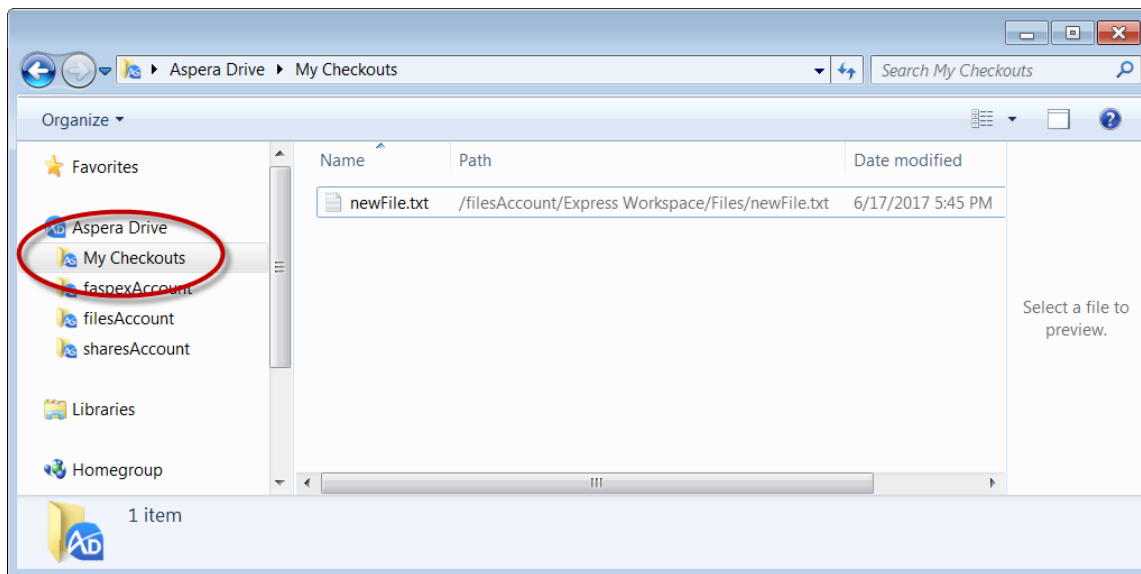 Aspera Drive My Checkouts
Search My Checkouts
Organize
Favorites
Aspera Drive
My Checkouts
faspexAccount
filesAccount
sharesAccount
Libraries
Homegroup
Name Path Date modified
newFile.txt /filesAccount/Express Workspace/Files/newFile.txt 6/17/2017 5:45 PM
Select a file to
preview.
1 item
AD